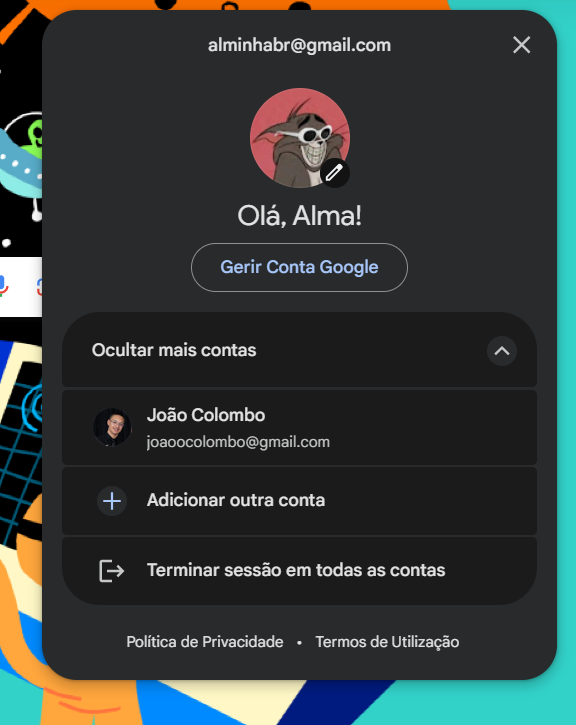 alminhabr@gmail.com
Olá, Alma!
Gerir Conta Google
Ocultar mais contas
João Colombo
joaoocolombo@gmail.com
Adicionar outra conta
Terminar sessão em todas as contas
Política de Privacidade • Termos de Utilização